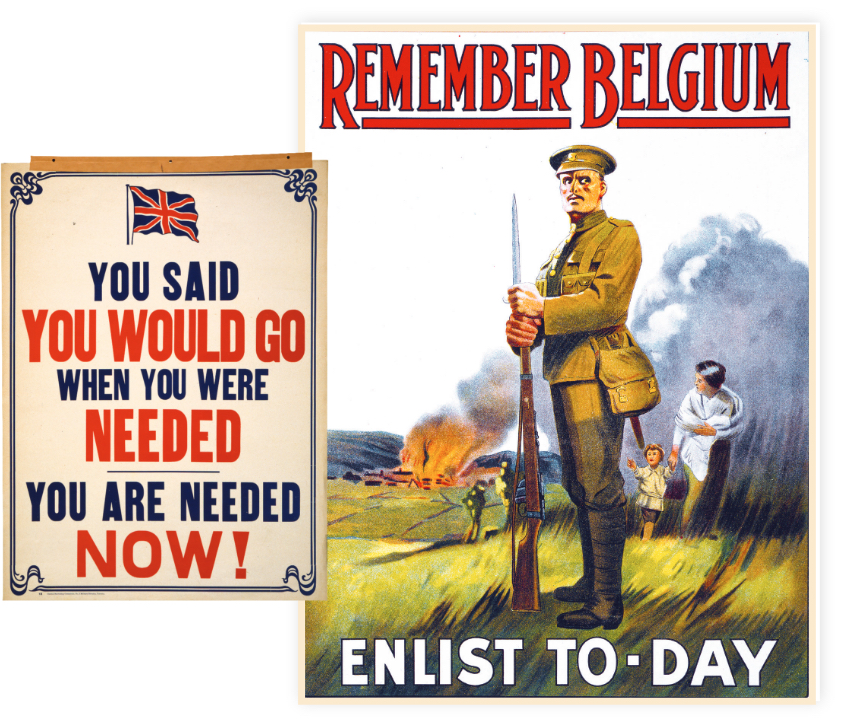 YOU SAID
YOU WOULD GO
WHEN YOU WERE
NEEDED
YOU ARE NEEDED
NOW!
REMEMBER BELGIUM
ENLIST TO-DAY